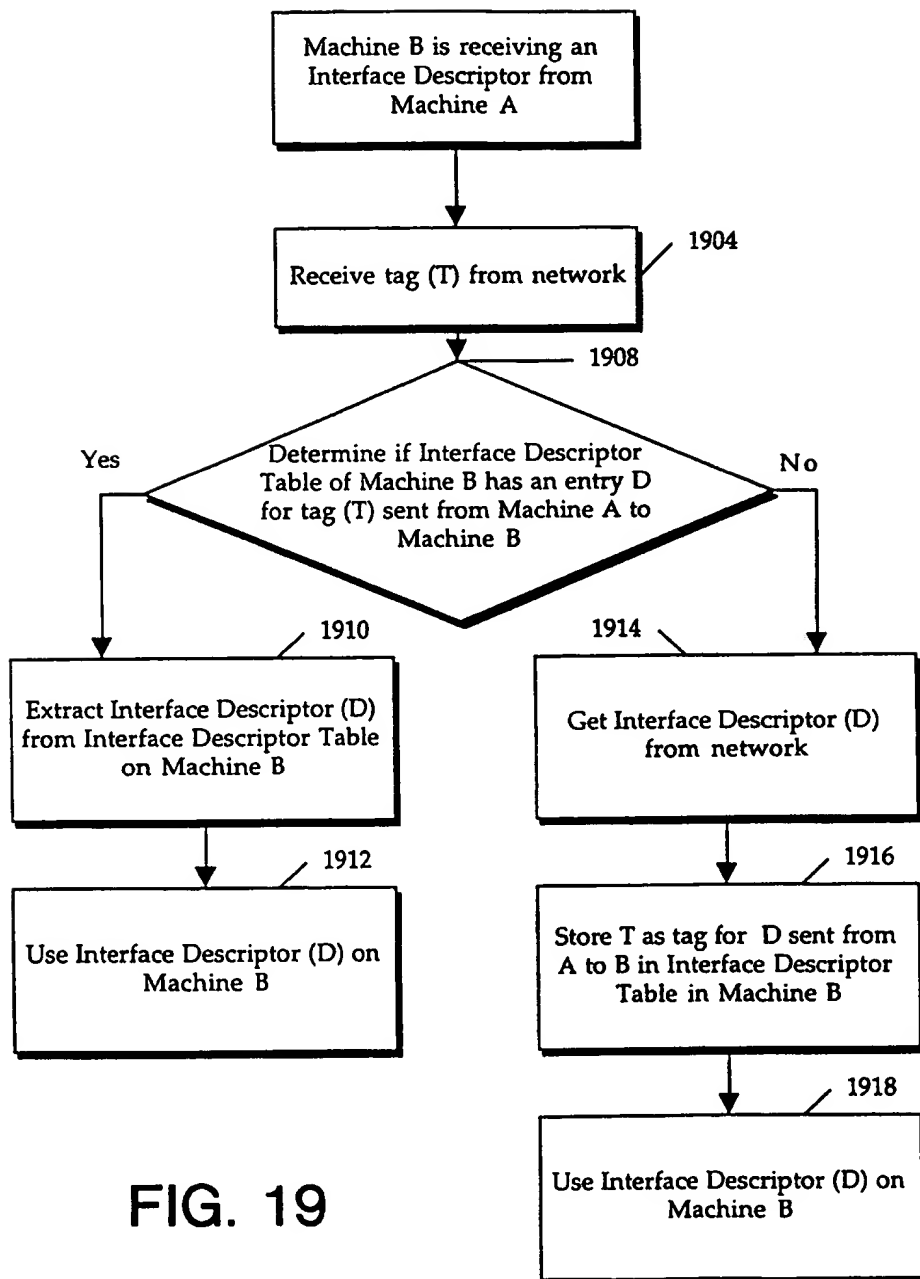 Machine B is receiving an
Interface Descriptor from
Machine A
1904
Receive tag (T) from network
1908
Determine if Interface Descriptor
Table of Machine B has an entry D
for tag (T) sent from Machine A to
Machine B
Yes
No
1910
Extract Interface Descriptor (D)
from Interface Descriptor Table
on Machine B
1912
Use Interface Descriptor (D) on
Machine B
1914
Get Interface Descriptor (D)
from network
1916
Store T as tag for D sent from
A to B in Interface Descriptor
Table in Machine B
1918
Use Interface Descriptor (D) on
Machine B
FIG. 19